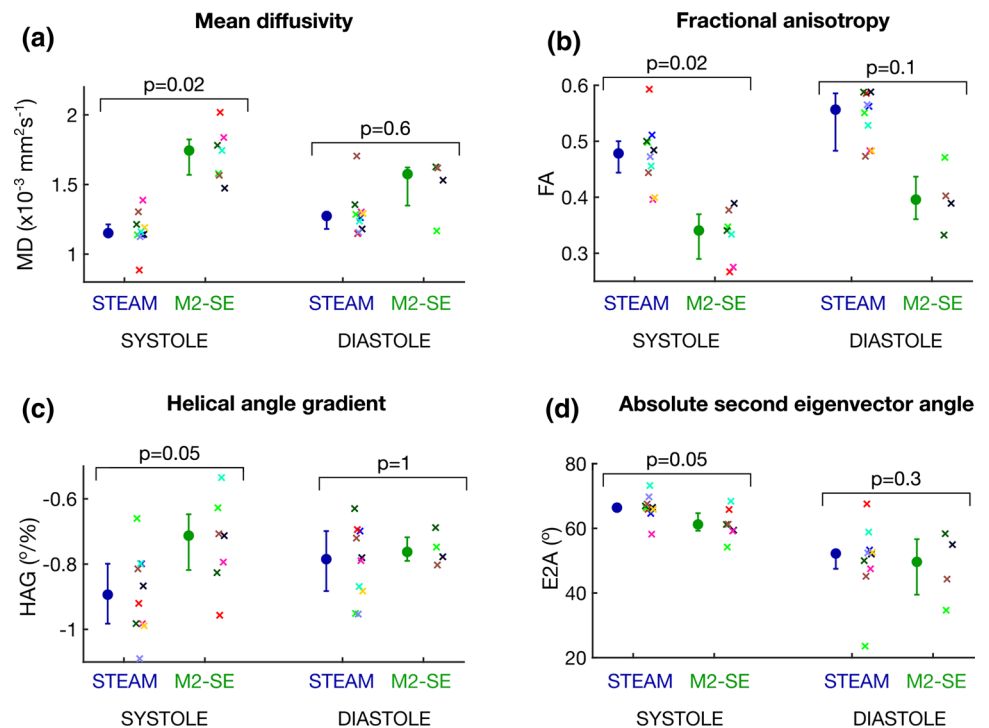 (a)
Mean diffusivity
MD (x10-3 mm2s-1)
2
1.5
1
p=0.02
p=0.6
STEAM M2-SE STEAM M2-SE
SYSTOLE DIASTOLE
(b)
Fractional anisotropy
FA
0.6
0.5
0.4
0.3
p=0.02
p=0.1
STEAM M2-SE STEAM M2-SE
SYSTOLE DIASTOLE
(c)
Helical angle gradient
HAG (º/%)
-0.6
-0.8
-1
p=0.05
p=1
STEAM M2-SE STEAM M2-SE
SYSTOLE DIASTOLE
(d)
Absolute second eigenvector angle
E2A (º)
80
60
40
20
p=0.05
p=0.3
STEAM M2-SE STEAM M2-SE
SYSTOLE DIASTOLE